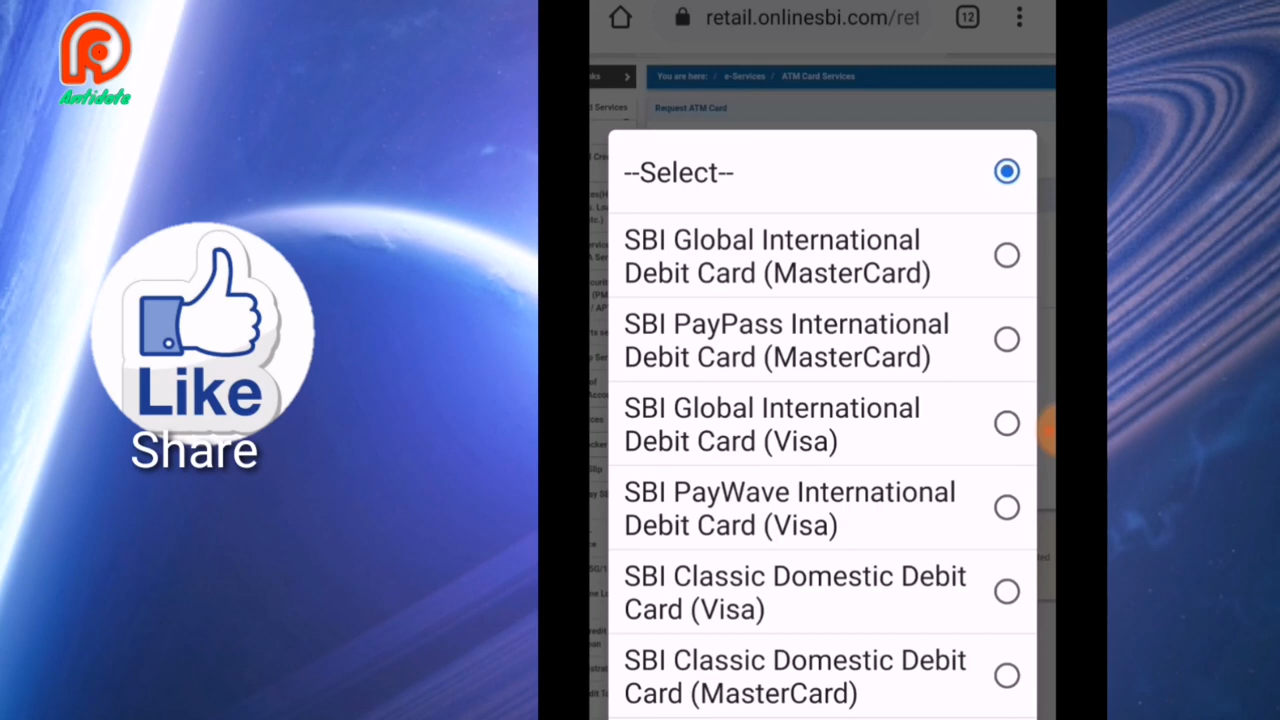 Antidote
Like
Share
retail.onlinesbi.com/ret
12
You are here: / e-Services / ATM Card Services
d Services
Request ATM Card
--Select--
SBI Global International
Debit Card (MasterCard)
SBI PayPass International
Debit Card (MasterCard)
SBI Global International
Debit Card (Visa)
SBI PayWave International
Debit Card (Visa)
SBI Classic Domestic Debit
Card (Visa)
SBI Classic Domestic Debit
Card (MasterCard)